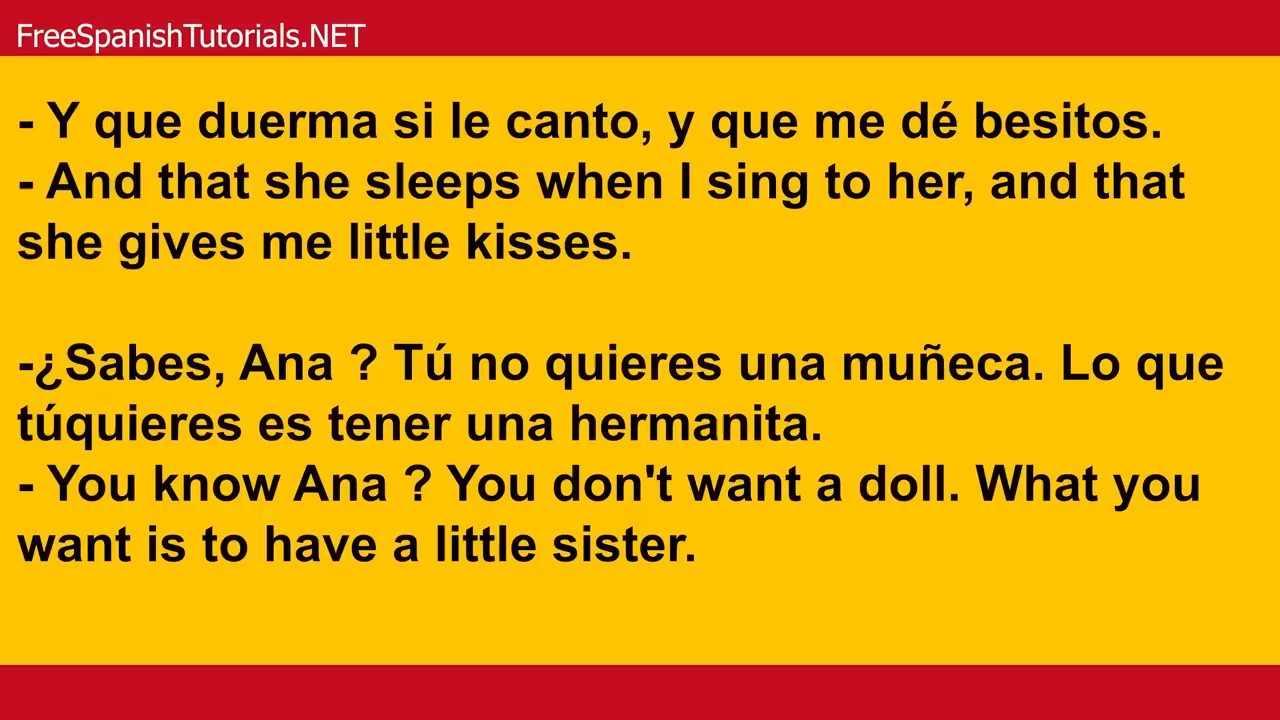 FreeSpanishTutorials.NET
- Y que duerma si le canto, y que me dé besitos.
- And that she sleeps when I sing to her, and that
she gives me little kisses.
-¿Sabes, Ana ? Tú no quieres una muñeca. Lo que
túquieres es tener una hermanita.
- You know Ana ? You don't want a doll. What you
want is to have a little sister.